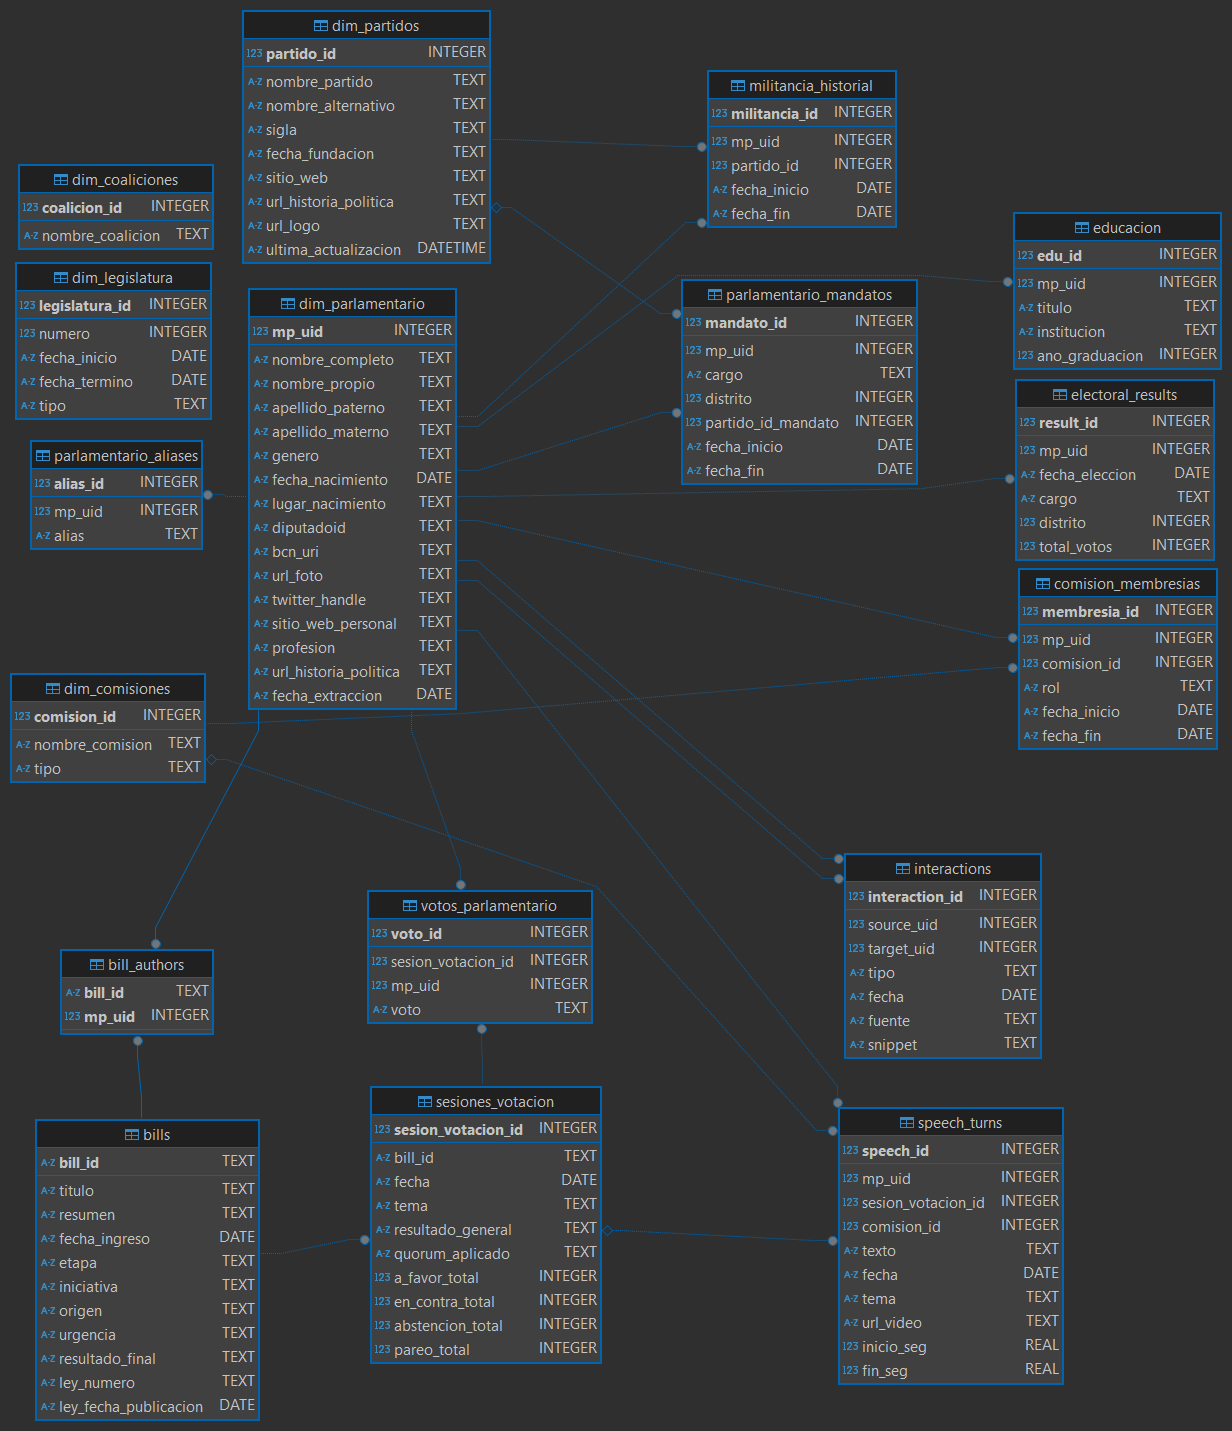 dim_partidos
123 partido_id INTEGER
A-Z nombre_partido TEXT
A-Z nombre_alternativo TEXT
A-Z sigla TEXT
A-Z fecha_fundacion TEXT
A-Z sitio_web TEXT
A-Z url_historia_politica TEXT
A-Z url_logo TEXT
A-Z ultima_actualizacion DATETIME
militancia_historial
123 militancia_id INTEGER
123 mp_uid INTEGER
123 partido_id INTEGER
A-Z fecha_inicio DATE
A-Z fecha_fin DATE
dim_coaliciones
123 coalicion_id INTEGER
A-Z nombre_coalicion TEXT
dim_legislatura
123 legislatura_id INTEGER
123 numero INTEGER
A-Z fecha_inicio DATE
A-Z fecha_termino DATE
A-Z tipo TEXT
dim_parlamentario
123 mp_uid INTEGER
A-Z nombre_completo TEXT
A-Z nombre_propio TEXT
A-Z apellido_paterno TEXT
A-Z apellido_materno TEXT
A-Z genero TEXT
A-Z fecha_nacimiento DATE
A-Z lugar_nacimiento TEXT
A-Z diputadoid TEXT
A-Z bcn_uri TEXT
A-Z url_foto TEXT
A-Z twitter_handle TEXT
A-Z sitio_web_personal TEXT
A-Z profesion TEXT
A-Z url_historia_politica TEXT
A-Z fecha_extraccion DATE
parlamentario_mandatos
123 mandato_id INTEGER
123 mp_uid INTEGER
A-Z cargo TEXT
123 distrito INTEGER
123 partido_id_mandato INTEGER
A-Z fecha_inicio DATE
A-Z fecha_fin DATE
educacion
123 edu_id INTEGER
123 mp_uid INTEGER
A-Z titulo TEXT
A-Z institucion TEXT
123 ano_graduacion INTEGER
electoral_results
123 result_id INTEGER
123 mp_uid INTEGER
A-Z fecha_eleccion DATE
A-Z cargo TEXT
123 distrito INTEGER
123 total_votos INTEGER
parlamentario_aliases
123 alias_id INTEGER
123 mp_uid INTEGER
A-Z alias TEXT
comision_membresias
123 membresia_id INTEGER
123 mp_uid INTEGER
123 comision_id INTEGER
A-Z rol TEXT
A-Z fecha_inicio DATE
A-Z fecha_fin DATE
dim_comisiones
123 comision_id INTEGER
A-Z nombre_comision TEXT
A-Z tipo TEXT
interactions
123 interaction_id INTEGER
123 source_uid INTEGER
123 target_uid INTEGER
A-Z tipo TEXT
A-Z fecha DATE
A-Z fuente TEXT
A-Z snippet TEXT
votos_parlamentario
123 voto_id INTEGER
123 sesion_votacion_id INTEGER
123 mp_uid INTEGER
A-Z voto TEXT
bill_authors
A-Z bill_id TEXT
123 mp_uid INTEGER
bills
A-Z bill_id TEXT
A-Z titulo TEXT
A-Z resumen TEXT
A-Z fecha_ingreso DATE
A-Z etapa TEXT
A-Z iniciativa TEXT
A-Z origen TEXT
A-Z urgencia TEXT
A-Z resultado_final TEXT
A-Z ley_numero TEXT
A-Z ley_fecha_publicacion DATE
sesiones_votacion
123 sesion_votacion_id INTEGER
A-Z bill_id TEXT
A-Z fecha DATE
A-Z tema TEXT
A-Z resultado_general TEXT
A-Z quorum_aplicado TEXT
123 a_favor_total INTEGER
123 en_contra_total INTEGER
123 abstencion_total INTEGER
123 pareo_total INTEGER
speech_turns
123 speech_id INTEGER
123 mp_uid INTEGER
123 sesion_votacion_id INTEGER
123 comision_id INTEGER
A-Z texto TEXT
A-Z fecha DATE
A-Z tema TEXT
A-Z url_video TEXT
123 inicio_seg REAL
123 fin_seg REAL